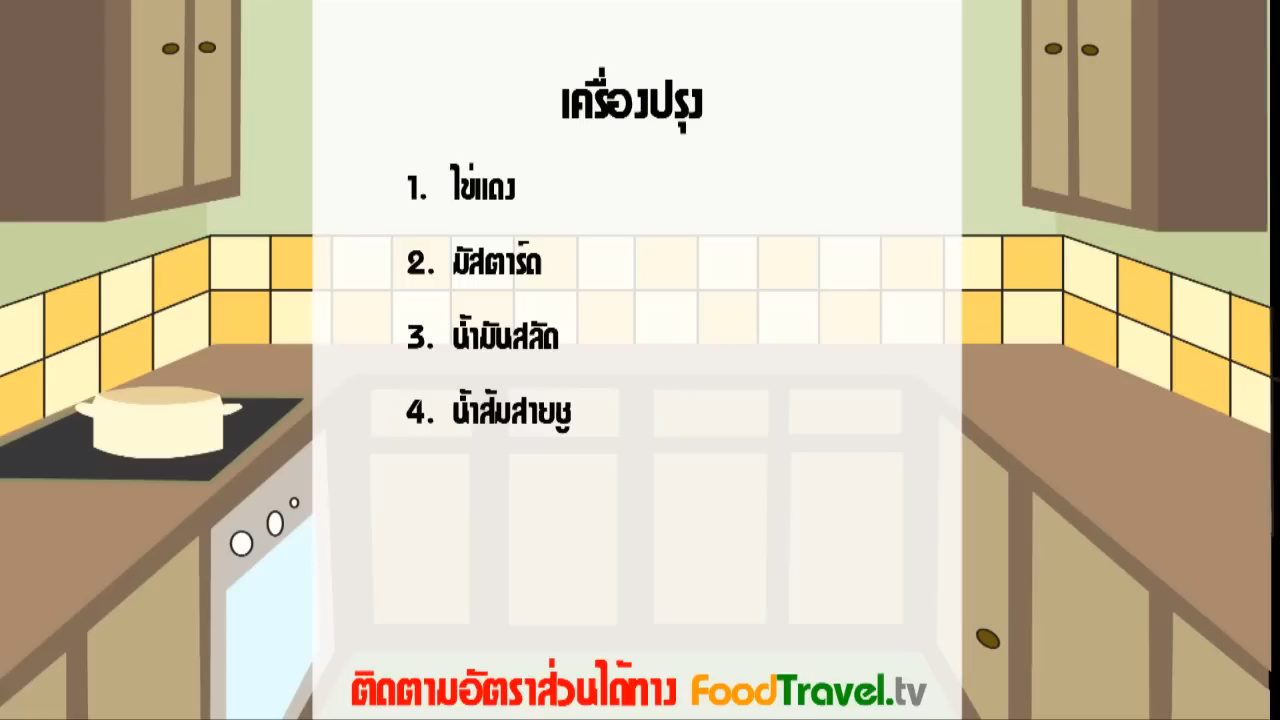 เครื่องปรุง
1. ไข่แดง
2. มัสตาร์ด
3. น้ำมันสลัด
4. น้ำส้มสายชู
ติดตามอัตราส่วนได้ทาง FoodTravel.tv